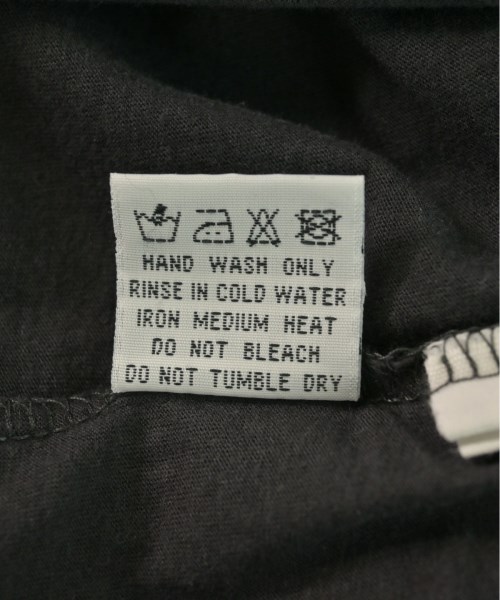 HAND WASH ONLY
RINSE IN COLD WATER
IRON MEDIUM HEAT
DO NOT BLEACH
DO NOT TUMBLE DRY